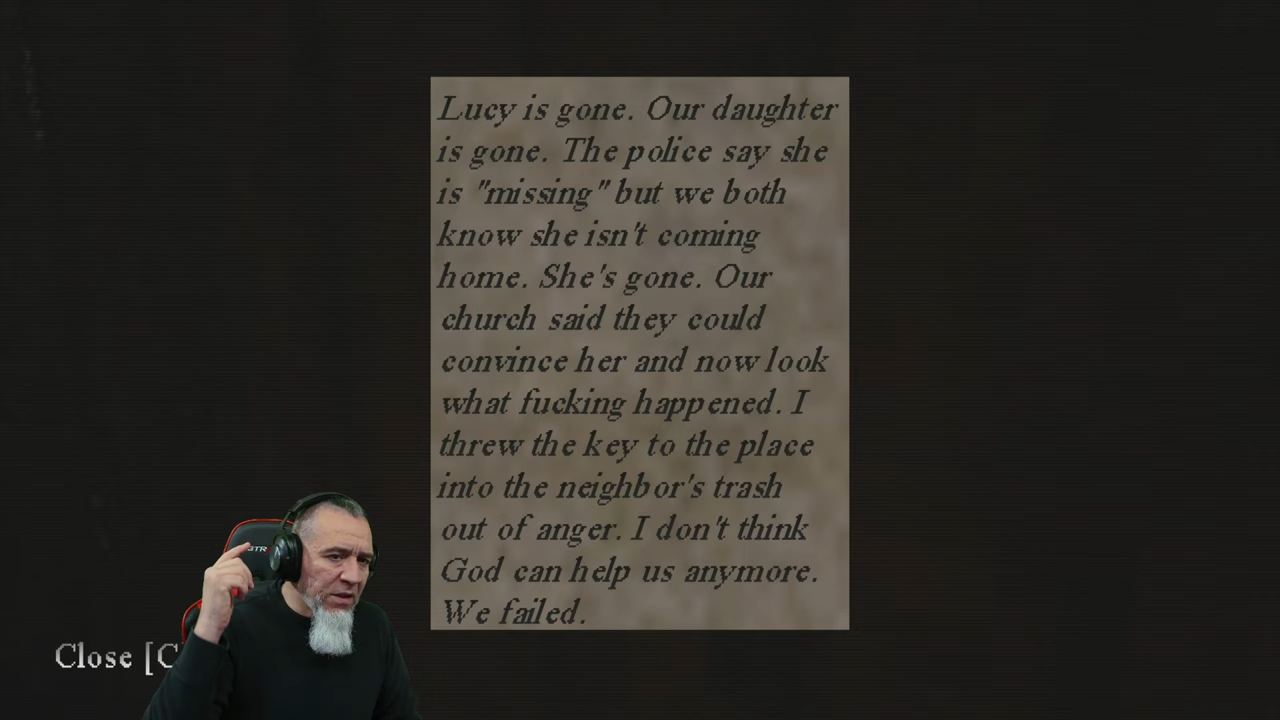 Lucy is gone. Our daughter
is gone. The police say she
is "missing" but we both
know she isn't coming
home. She's gone. Our
church said they could
convince her and now look
what fucking happened. I
threw the key to the place
into the neighbor's trash
out of anger. I don't think
God can help us anymore.
We failed.
Close [C